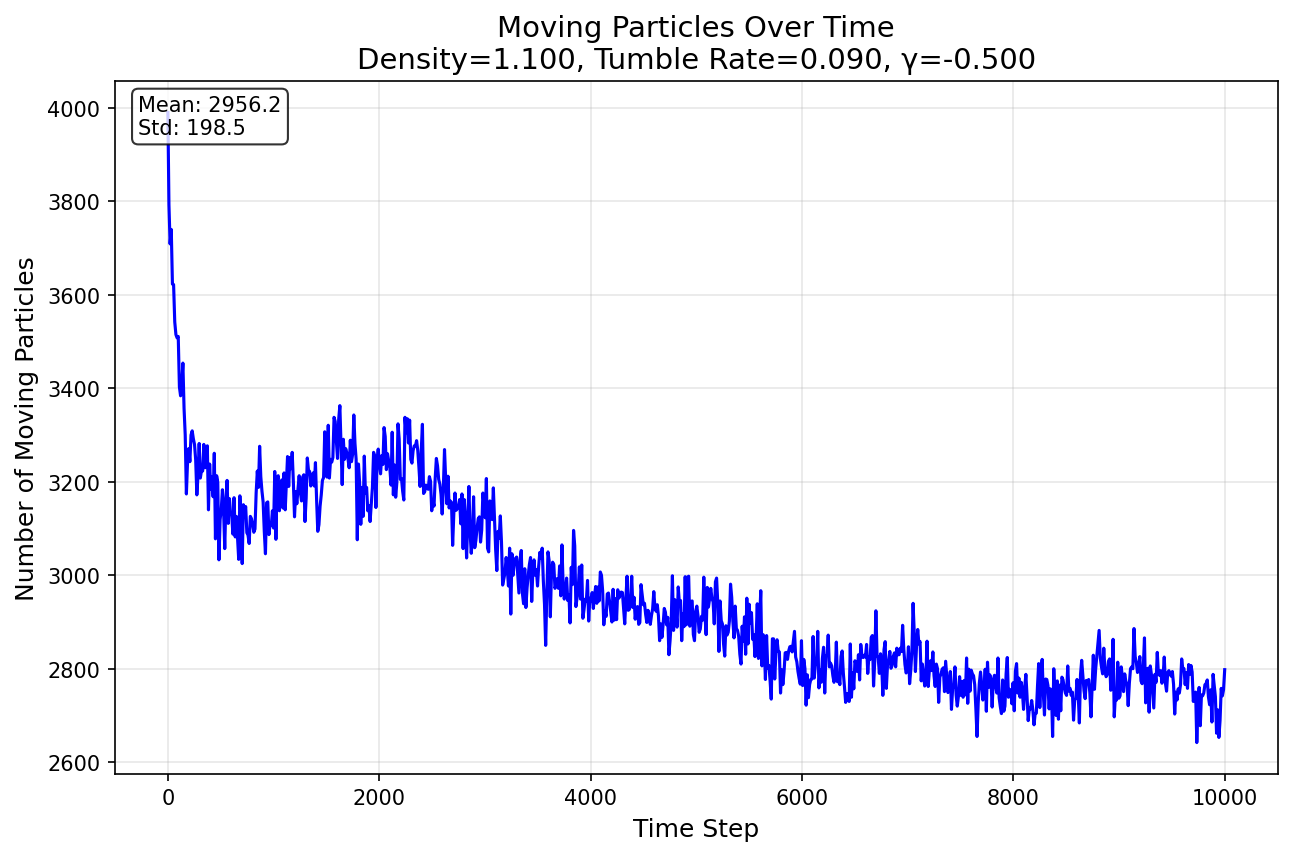 Moving Particles Over Time
Density=1.100, Tumble Rate=0.090, γ=-0.500
Mean: 2956.2
Std: 198.5
Number of Moving Particles
4000
3800
3600
3400
3200
3000
2800
2600
0 2000 4000 6000 8000 10000
Time Step